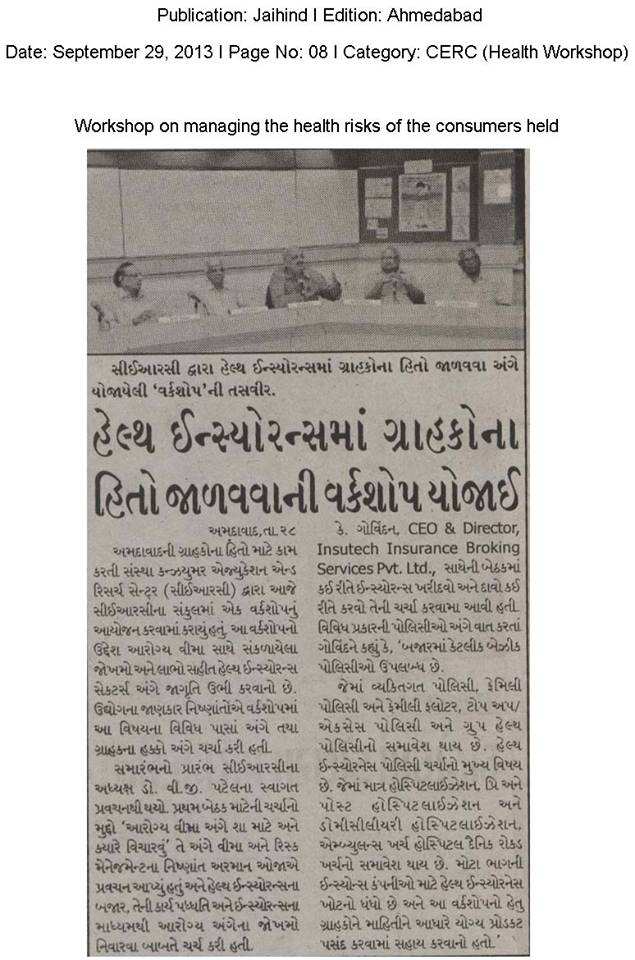 Publication: Jaihind I Edition: Ahmedabad
Date: September 29, 2013 I Page No: 08 I Category: CERC (Health Workshop)
Workshop on managing the health risks of the consumers held
સીઈઆરસી દ્વારા હેલ્થ ઈન્સ્યોરન્સમાં ગ્રાહકોના હિતો જાળવવા અંગે
યોજાયેલી 'વર્કશોપ'ની તસવીર.
હેલ્થ ઈન્સ્યોરન્સમાં ગ્રાહકોના
હિતો જાળવવાની વર્કશોપ યોજાઈ
અમદાવાદ,તા.૨૮
અમદાવાદની ગ્રાહકોના હિતો માટે કામ
કરતી સંસ્થા કન્ઝયુમર એજ્યુકેશન એન્ડ
રિસર્ચ સેન્ટર (સીઈઆરસી) દ્વારા આજે
સીઈઆરસીના સંકુલમાં એક વર્કશોપનું
આયોજન કરવામાં કરાયું હતું. આ વર્કશોપનો
ઉદ્દેશ આરોગ્ય વીમા સાથે સંકળાયેલા
જોખમો અને લાભો સહીત હેલ્થ ઈન્સ્યોરન્સ
સેક્ટર્સ અંગે જાગૃતિ ઉભી કરવાનો છે.
ઉદ્યોગના જાણકાર નિષ્ણાંતોએ વર્કશોપમાં
આ વિષયના વિવિધ પાસાં અંગે તથા
ગ્રાહકના હક્કો અંગે ચર્ચા કરી હતી.
સમારંભનો પ્રારંભ સીઈઆરસીના
અધ્યક્ષ ડો. વી.જી. પટેલના સ્વાગત
પ્રવચનથી થયો. પ્રથમ બેઠક માટેની ચર્ચાનો
મુદ્દો 'આરોગ્ય વીમા અંગે શા માટે અને
ક્યારે વિચારવું' તે અંગે વીમા અને રિસ્ક
મેનેજમેન્ટના નિષ્ણાત અરમાન ઓજાએ
પ્રવચન આપ્યું હતું અને હેલ્થ ઈન્સ્યોરન્સના
બજાર, તેની કાર્ય પધ્ધતિ અને ઈન્સ્યોરન્સના
માધ્યમથી આરોગ્ય અંગેના જોખમો
નિવારવા બાબતે ચર્ચ કરી હતી.
કે. ગોવિંદન, CEO & Director,
Insutech Insurance Broking
Services Pvt. Ltd., સાથેની બેઠકમાં
કઈ રીતે ઈન્સ્યોરન્સ ખરીદવો અને દાવો કઈ
રીતે કરવો તેની ચર્ચા કરવામા આવી હતી.
વિવિધ પ્રકારની પોલિસીઓ અંગે વાત કરતાં
ગોવિંદને કહ્યું કે, 'બજારમાં કેટલીક બેઝીક
પોલિસીઓ ઉપલબ્ધ છે.
જેમાં વ્યકિતગત પોલિસી, ફેમિલી
પોલિસી અને ફેમીલી ફલોટર, ટોપ અપ/
એકસેસ પોલિસી અને ગ્રુપ હેલ્થ
પોલિસીનો સમાવેશ થાય છે. હેલ્થ
ઈન્સ્યોરનેસ પોલિસી ચર્ચાનો મુખ્ય વિષય
છે. જેમાં માત્ર હોસ્પિટલાઈઝેશન, પ્રિ અને
પોસ્ટ હોસ્પિટલાઈઝેશન અને
ડોમીસીલીયરી હોસ્પિટલાઈઝેશન,
એમ્બ્યુલન્સ ખર્ચ હોસ્પિટલ દૈનિક રોકડ
ખર્ચનો સમાવેશ થાય છે. મોટા ભાગની
ઈન્સ્યોન્સ કંપનીઓ માટે હેલ્થ ઈન્સ્યોરનેસ
ખોટનો ધંધો છે અને આ વર્કશોપનો હેતુ
ગ્રાહકોને માહિતીને આધારે યોગ્ય પ્રોડક્ટ
પસંદ કરવામાં સહાય કરવાનો હતો.'